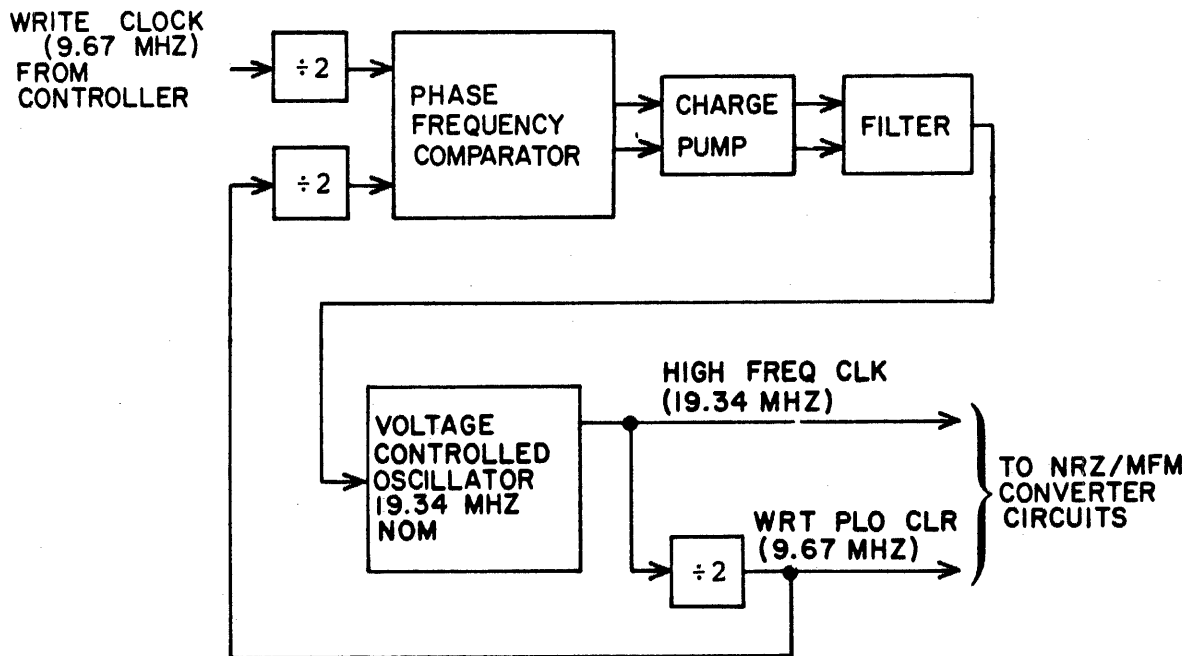 WRITE CLOCK
(9.67 MHZ)
FROM
CONTROLLER
÷2
÷2
PHASE
FREQUENCY
COMPARATOR
CHARGE
PUMP
FILTER
VOLTAGE
CONTROLLED
OSCILLATOR
19.34 MHZ
NOM
HIGH FREQ CLK
(19.34 MHZ)
÷2
WRT PLO CLR
(9.67 MHZ)
TO NRZ/MFM
CONVERTER
CIRCUITS